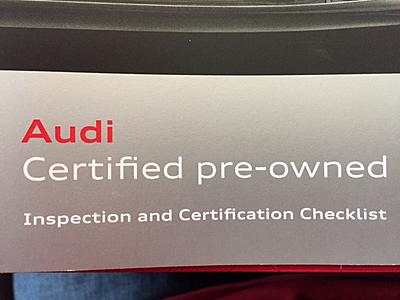 Audi
Certified pre-owned
Inspection and Certification Checklist